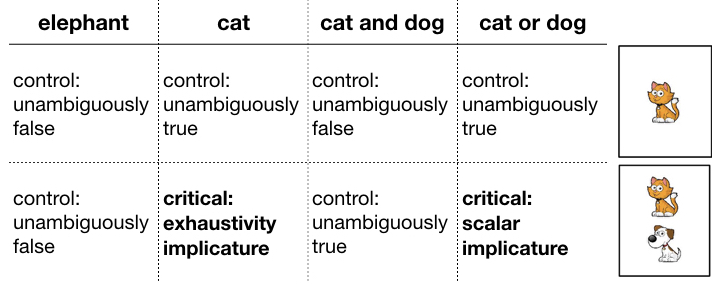 elephant cat cat and dog cat or dog
control: control: control: control:
unambiguously unambiguously unambiguously unambiguously
false true false true
control: critical: control: critical:
unambiguously exhaustivity unambiguously scalar
false implicature true implicature